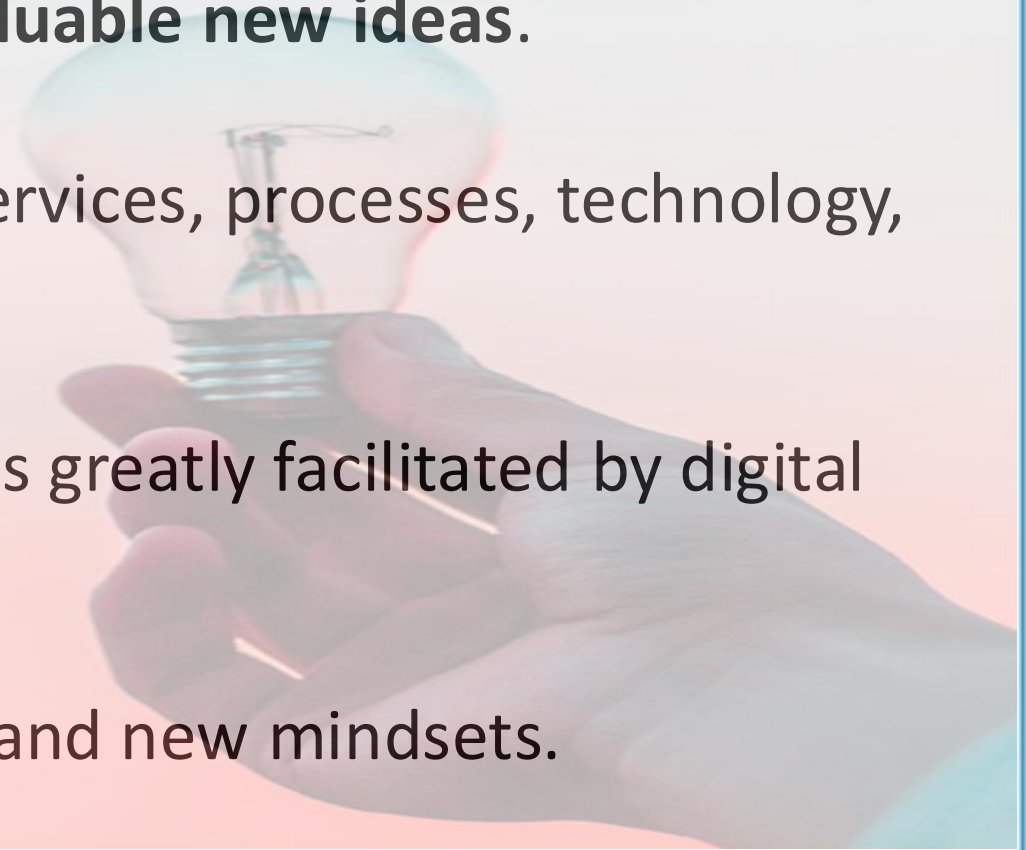 luable new ideas.
ervices, processes, technology,
s greatly facilitated by digital
and new mindsets.